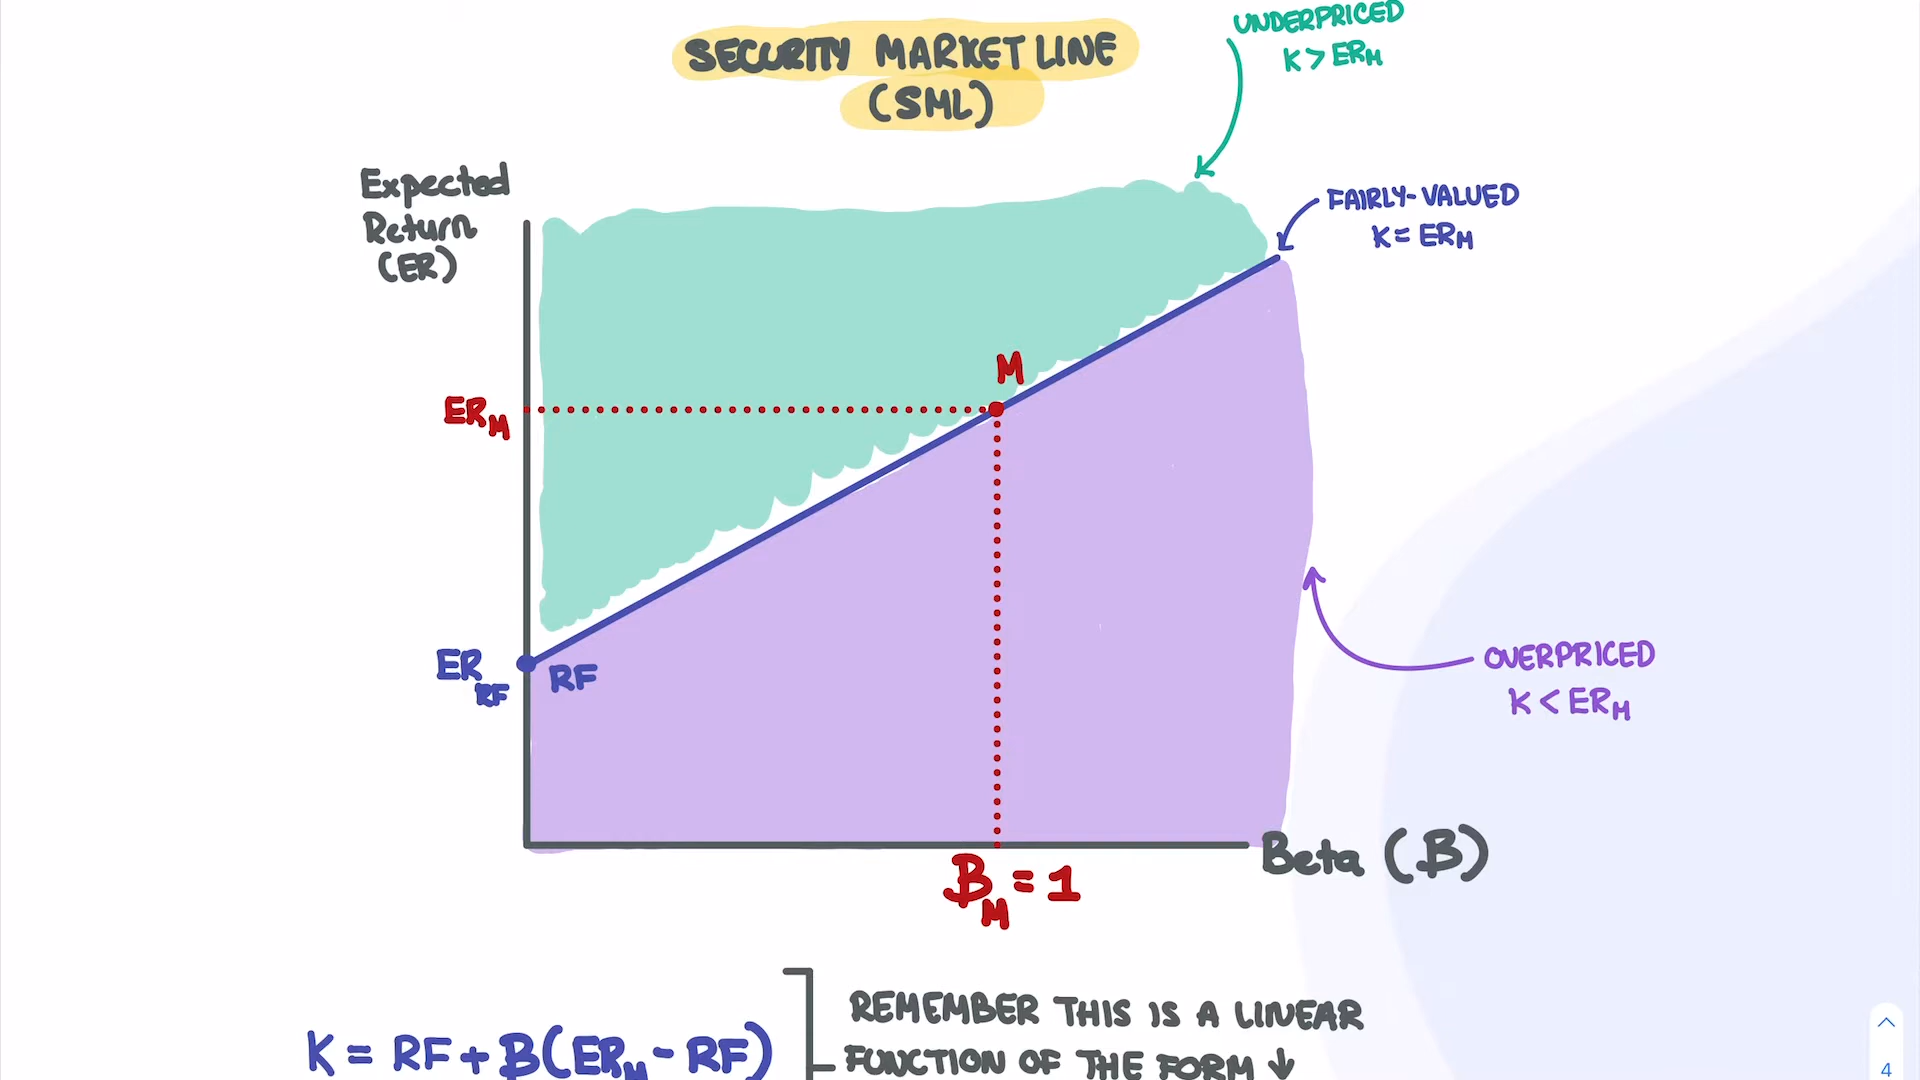 SECURITY MARKET LINE
(SML)
UNDERPRICED
K > ERM
Expected
Return
(ER)
FAIRLY-VALUED
K = ERM
M
ERM
ERRF
RF
OVERPRICED
K < ERM
Beta (B)
BM = 1
K = RF + B(ERM - RF)
REMEMBER THIS IS A LINEAR
FUNCTION OF THE FORM ↓
4